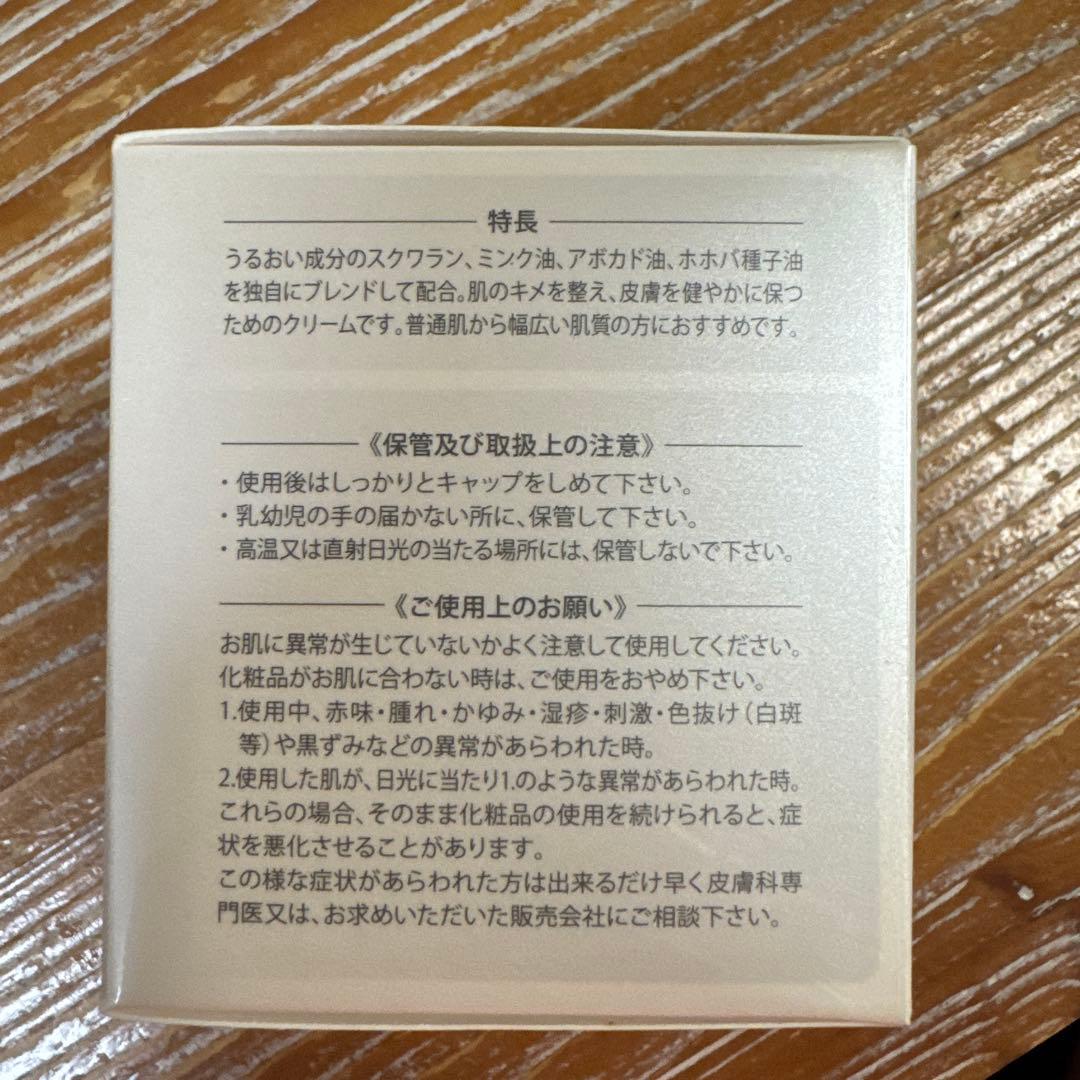 特長
うるおい成分のスクワラン、ミンク油、アボカド油、ホホバ種子油
を独自にブレンドして配合。肌のキメを整え、皮膚を健やかに保つ
ためのクリームです。普通肌から幅広い肌質の方におすすめです。
《保管及び取扱上の注意》
・使用後はしっかりとキャップをしめて下さい。
・乳幼児の手の届かない所に、保管して下さい。
・高温又は直射日光の当たる場所には、保管しないで下さい。
《ご使用上のお願い》
お肌に異常が生じていないかよく注意して使用してください。
化粧品がお肌に合わない時は、ご使用をおやめ下さい。
1.使用中、赤味・腫れ・かゆみ・湿疹・刺激・色抜け（白斑
等）や黒ずみなどの異常があらわれた時。
2.使用した肌が、日光に当たり1.のような異常があらわれた時。
これらの場合、そのまま化粧品の使用を続けられると、症
状を悪化させることがあります。
この様な症状があらわれた方は出来るだけ早く皮膚科専
門医又は、お求めいただいた販売会社にご相談下さい。